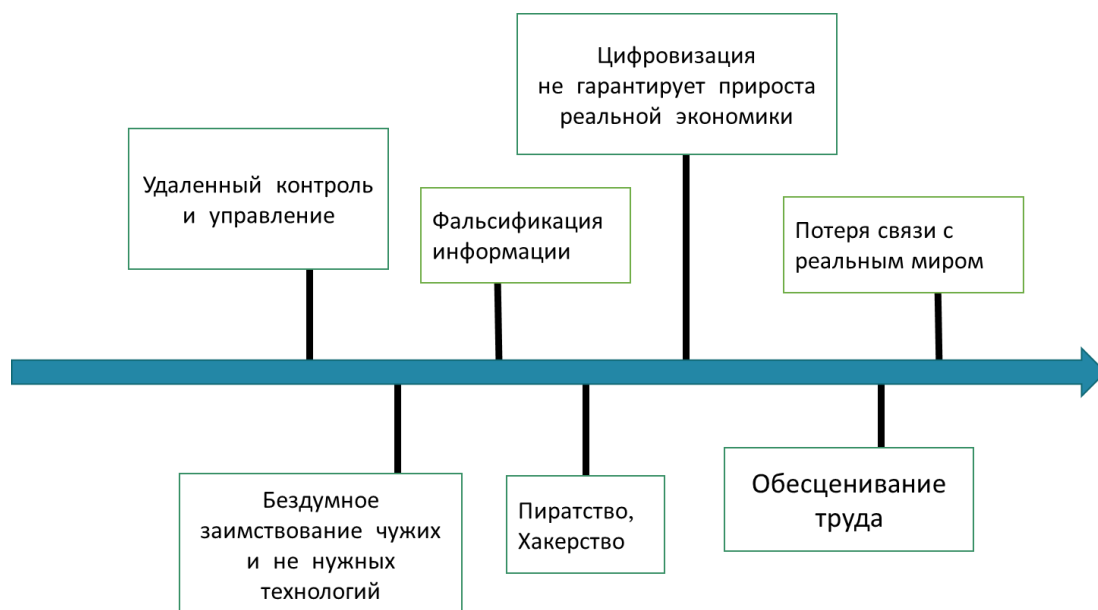 Цифровизация
не гарантирует прироста
реальной экономики
Удаленный контроль
и управление
Фальсификация
информации
Потеря связи с
реальным миром
Бездумное
заимствование чужих
и не нужных
технологий
Пиратство,
Хакерство
Обесценивание
труда